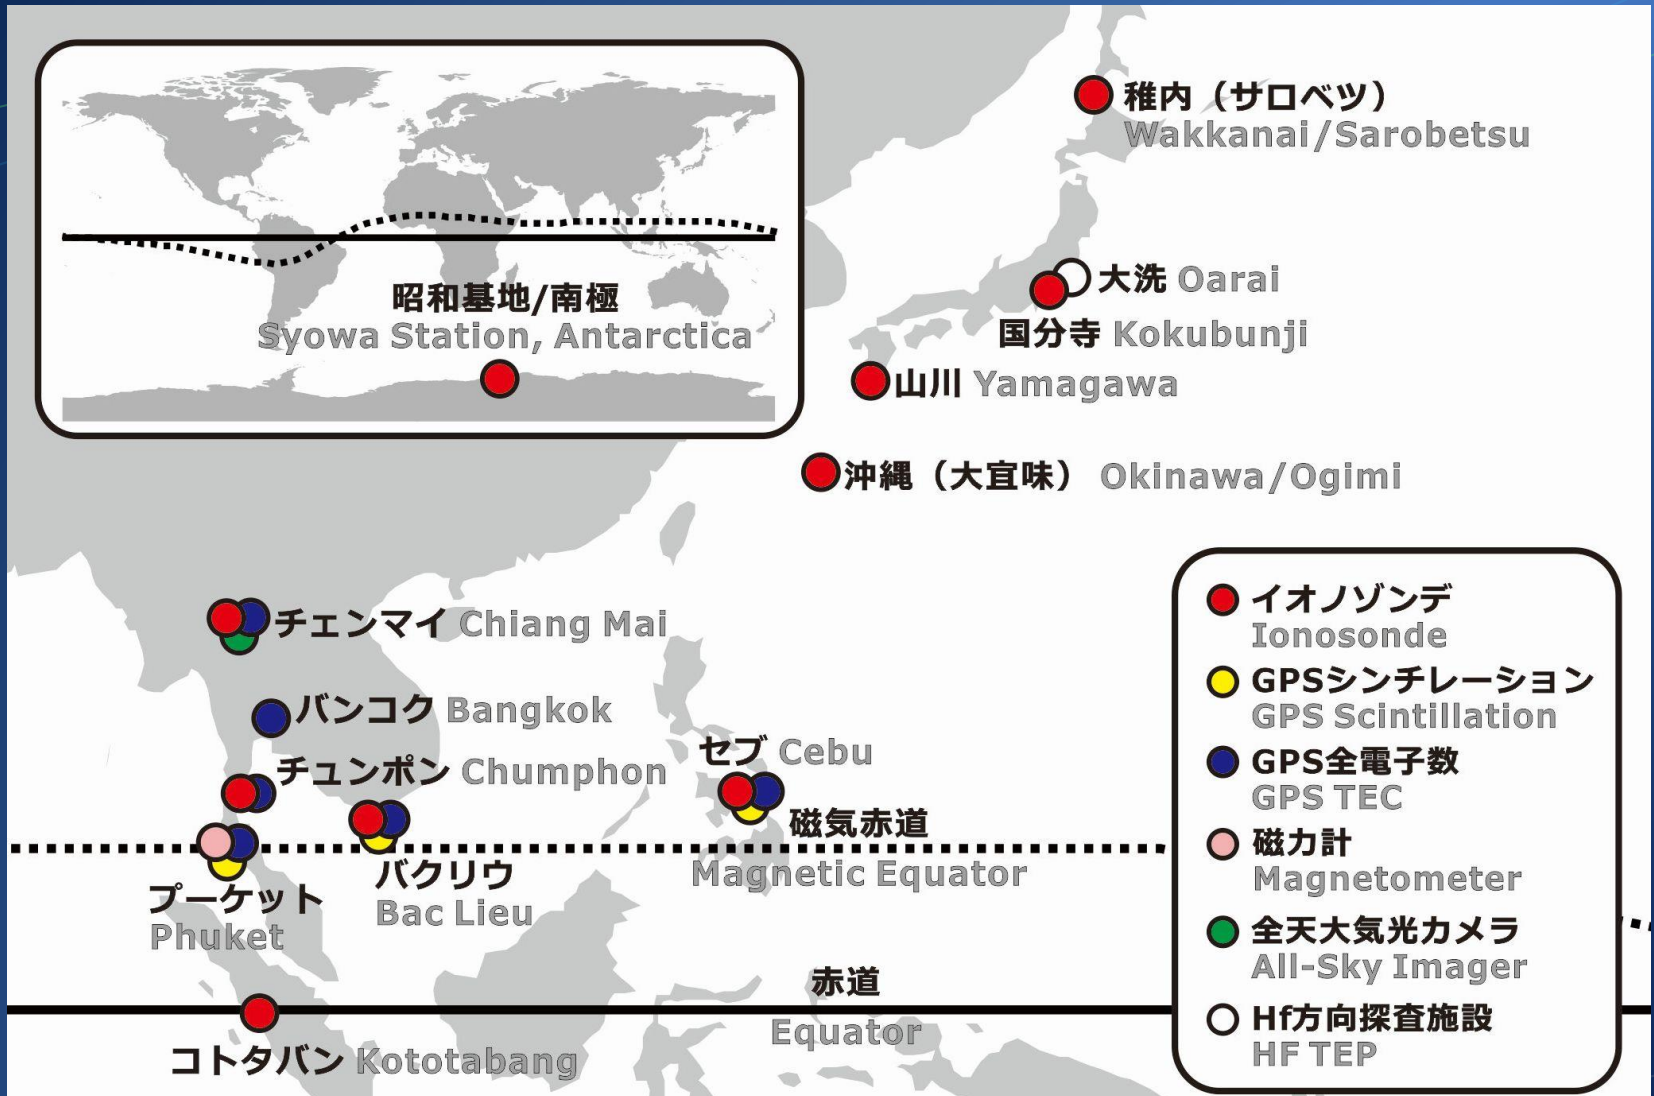 稚内（サロベツ）
Wakkanai/Sarobetsu
昭和基地/南極
Syowa Station, Antarctica
大洗 Oarai
国分寺 Kokubunji
山川 Yamagawa
沖縄（大宜味） Okinawa/Ogimi
チェンマイ Chiang Mai
バンコク Bangkok
チュンポン Chumphon
セブ Cebu
磁気赤道
Magnetic Equator
バクリウ
Bac Lieu
プーケット
Phuket
赤道
Equator
コトタバン Kototabang
イオノゾンデ
Ionosonde
GPSシンチレーション
GPS Scintillation
GPS全電子数
GPS TEC
磁力計
Magnetometer
全天大気光カメラ
All-Sky Imager
Hf方向探査施設
HF TEP